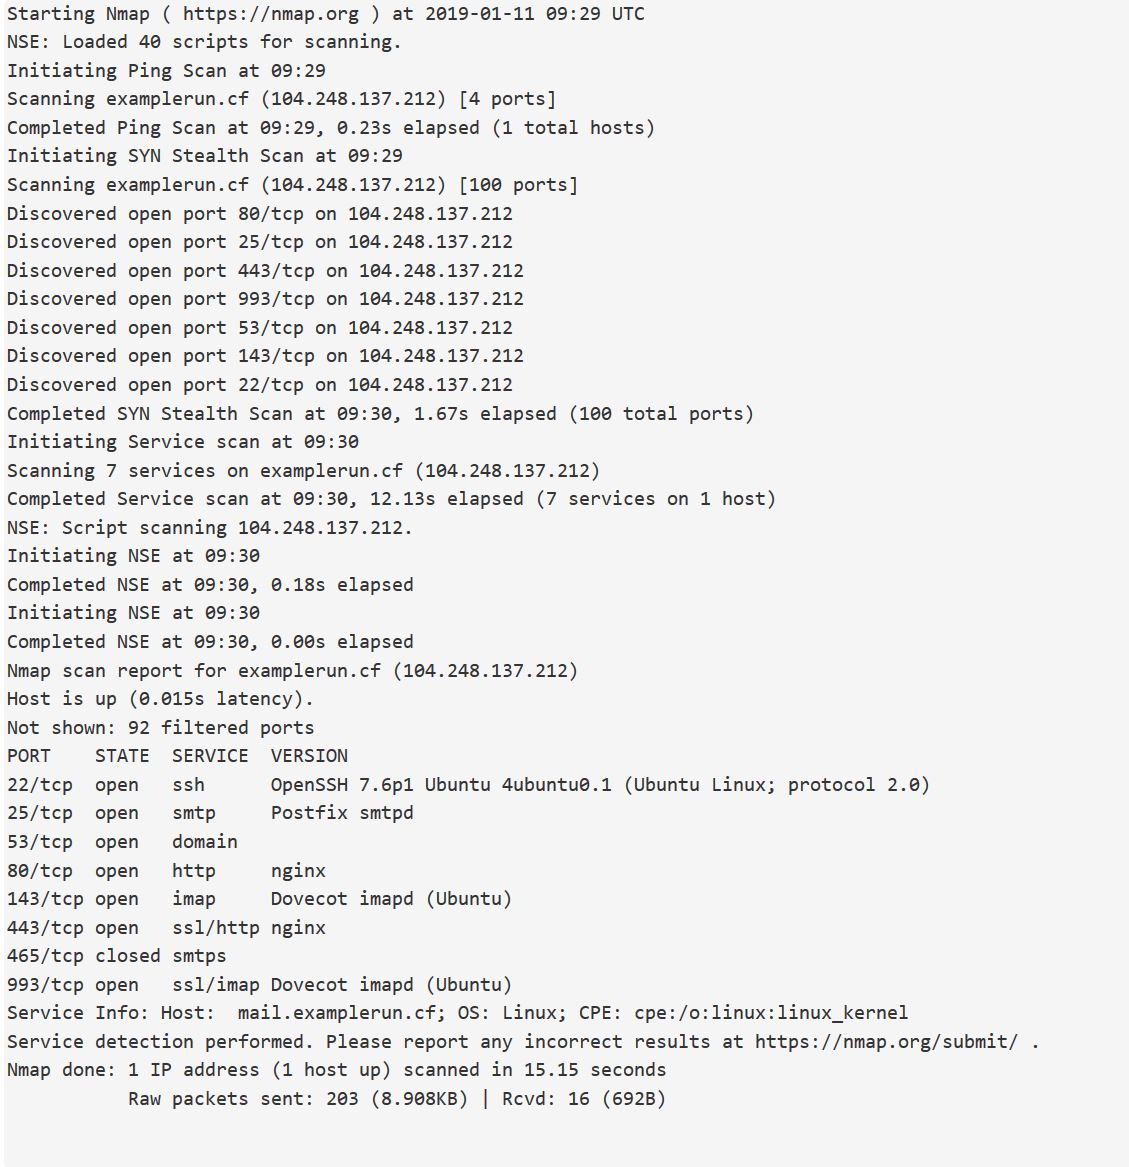 Starting Nmap ( https://nmap.org ) at 2019-01-11 09:29 UTC
NSE: Loaded 40 scripts for scanning.
Initiating Ping Scan at 09:29
Scanning examplerun.cf (104.248.137.212) [4 ports]
Completed Ping Scan at 09:29, 0.23s elapsed (1 total hosts)
Initiating SYN Stealth Scan at 09:29
Scanning examplerun.cf (104.248.137.212) [100 ports]
Discovered open port 80/tcp on 104.248.137.212
Discovered open port 25/tcp on 104.248.137.212
Discovered open port 443/tcp on 104.248.137.212
Discovered open port 993/tcp on 104.248.137.212
Discovered open port 53/tcp on 104.248.137.212
Discovered open port 143/tcp on 104.248.137.212
Discovered open port 22/tcp on 104.248.137.212
Completed SYN Stealth Scan at 09:30, 1.67s elapsed (100 total ports)
Initiating Service scan at 09:30
Scanning 7 services on examplerun.cf (104.248.137.212)
Completed Service scan at 09:30, 12.13s elapsed (7 services on 1 host)
NSE: Script scanning 104.248.137.212.
Initiating NSE at 09:30
Completed NSE at 09:30, 0.18s elapsed
Initiating NSE at 09:30
Completed NSE at 09:30, 0.00s elapsed
Nmap scan report for examplerun.cf (104.248.137.212)
Host is up (0.015s latency).
Not shown: 92 filtered ports
PORT    STATE  SERVICE  VERSION
22/tcp  open   ssh      OpenSSH 7.6p1 Ubuntu 4ubuntu0.1 (Ubuntu Linux; protocol 2.0)
25/tcp  open   smtp     Postfix smtpd
53/tcp  open   domain
80/tcp  open   http     nginx
143/tcp open   imap     Dovecot imapd (Ubuntu)
443/tcp open   ssl/http nginx
465/tcp closed smtps
993/tcp open   ssl/imap Dovecot imapd (Ubuntu)
Service Info: Host:  mail.examplerun.cf; OS: Linux; CPE: cpe:/o:linux:linux_kernel
Service detection performed. Please report any incorrect results at https://nmap.org/submit/ .
Nmap done: 1 IP address (1 host up) scanned in 15.15 seconds
           Raw packets sent: 203 (8.908KB) | Rcvd: 16 (692B)